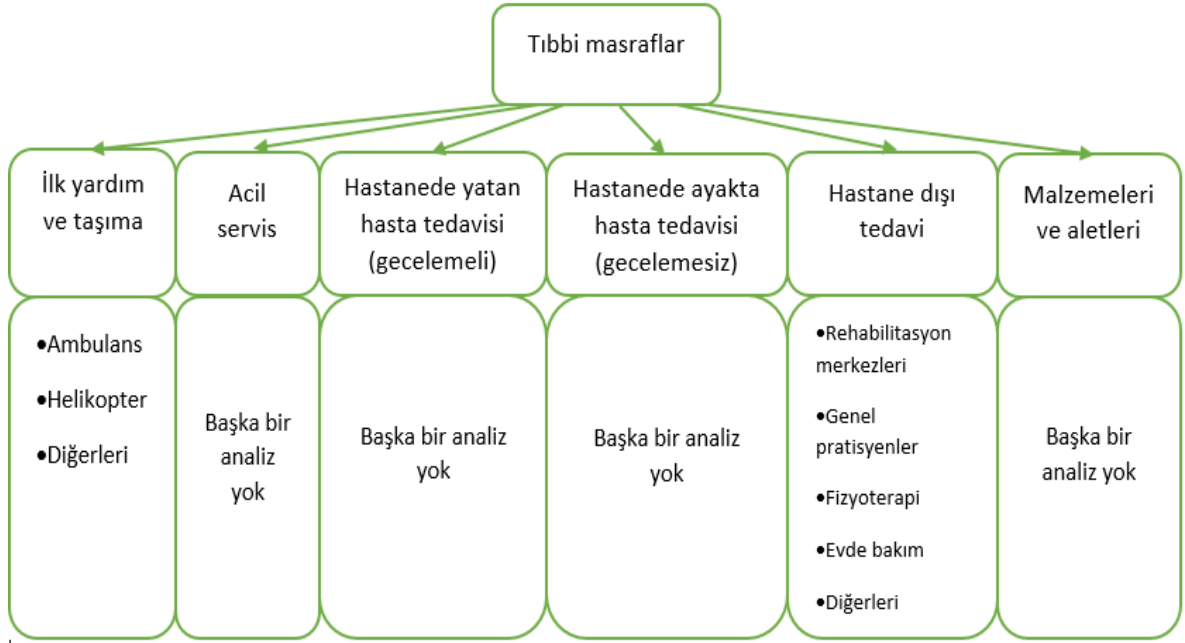 Tıbbi masraflar
İlk yardım
ve taşıma
Acil
servis
Hastanede yatan
hasta tedavisi
(gecelemeli)
Hastanede ayakta
hasta tedavisi
(gecelemesiz)
Hastane dışı
tedavi
Malzemeleri
ve aletleri
•Ambulans
•Helikopter
•Diğerleri
Başka bir
analiz
yok
Başka bir analiz
yok
Başka bir analiz
yok
•Rehabilitasyon
merkezleri
•Genel
pratisyenler
•Fizyoterapi
•Evde bakım
•Diğerleri
Başka bir
analiz yok